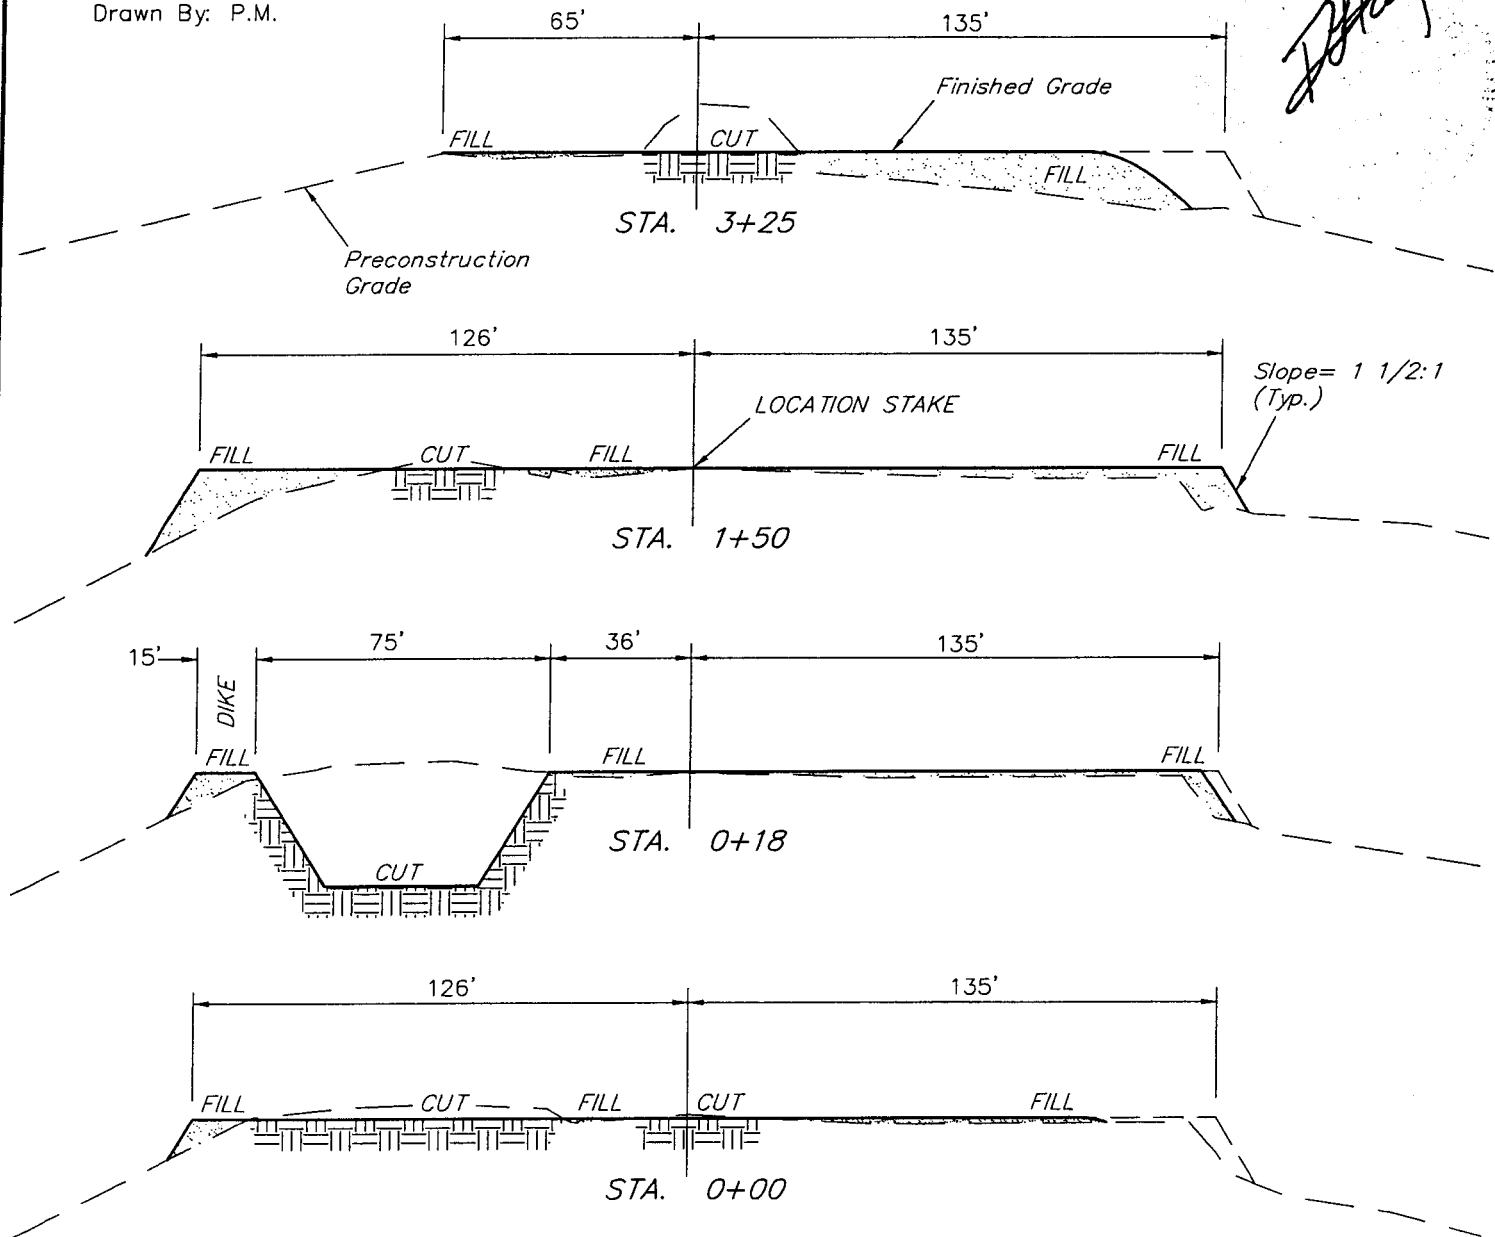 Drawn By: P.M.
65'
135'
Finished Grade
FILL
CUT
FILL
STA. 3+25
Preconstruction
Grade
126'
135'
Slope= 1 1/2:1
(Typ.)
LOCATION STAKE
FILL
CUT
FILL
FILL
STA. 1+50
15'
75'
36'
135'
DIKE
FILL
FILL
FILL
STA. 0+18
CUT
126'
135'
FILL
CUT
FILL
CUT
FILL
STA. 0+00